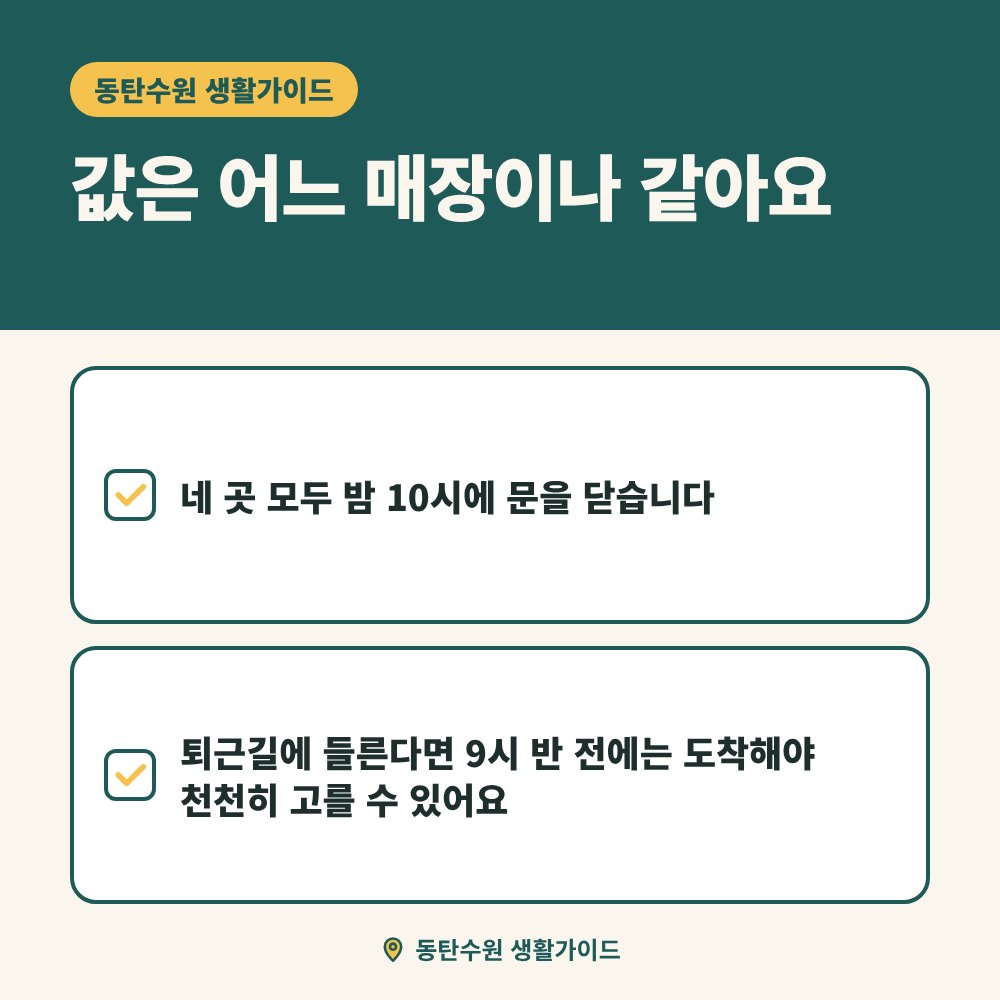 동탄수원 생활가이드
값은 어느 매장이나 같아요
네 곳 모두 밤 10시에 문을 닫습니다
퇴근길에 들른다면 9시 반 전에는 도착해야
천천히 고를 수 있어요
동탄수원 생활가이드